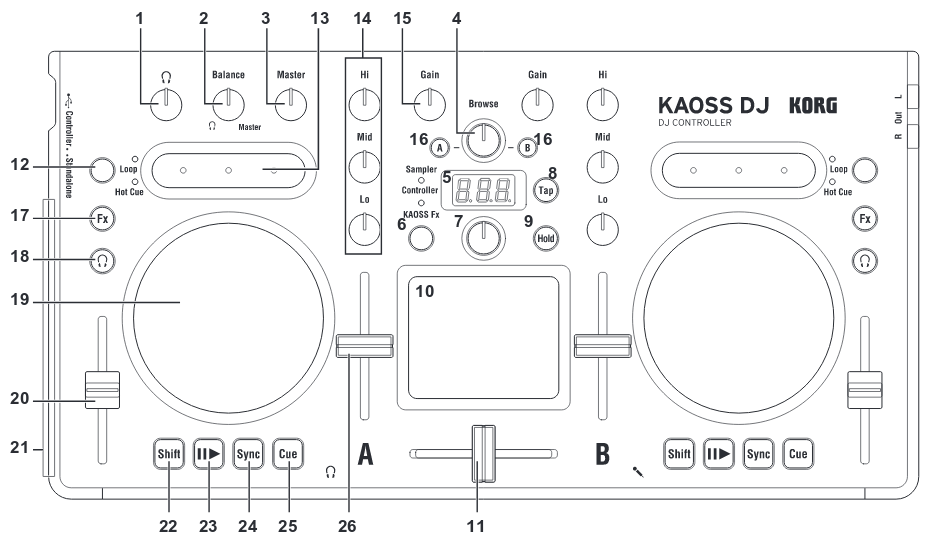 1 2 3 13 14 15 4
Balance Master Hi Gain Gain Hi
Browse
KAOSS DJ KORG
DJ CONTROLLER
L
Out
R
Master
Controller . . Standalone
Mid 16 A B 16 Mid
12 Loop Sampler Loop
Hot Cue Controller 5 8.8.8. 8 Tap Hot Cue
Lo KAOSS Fx Lo
17 Fx 6 7 9 Hold Fx
18
19 10
20
21 Shift Sync Cue A B Shift Sync Cue
22 23 24 25 26 11